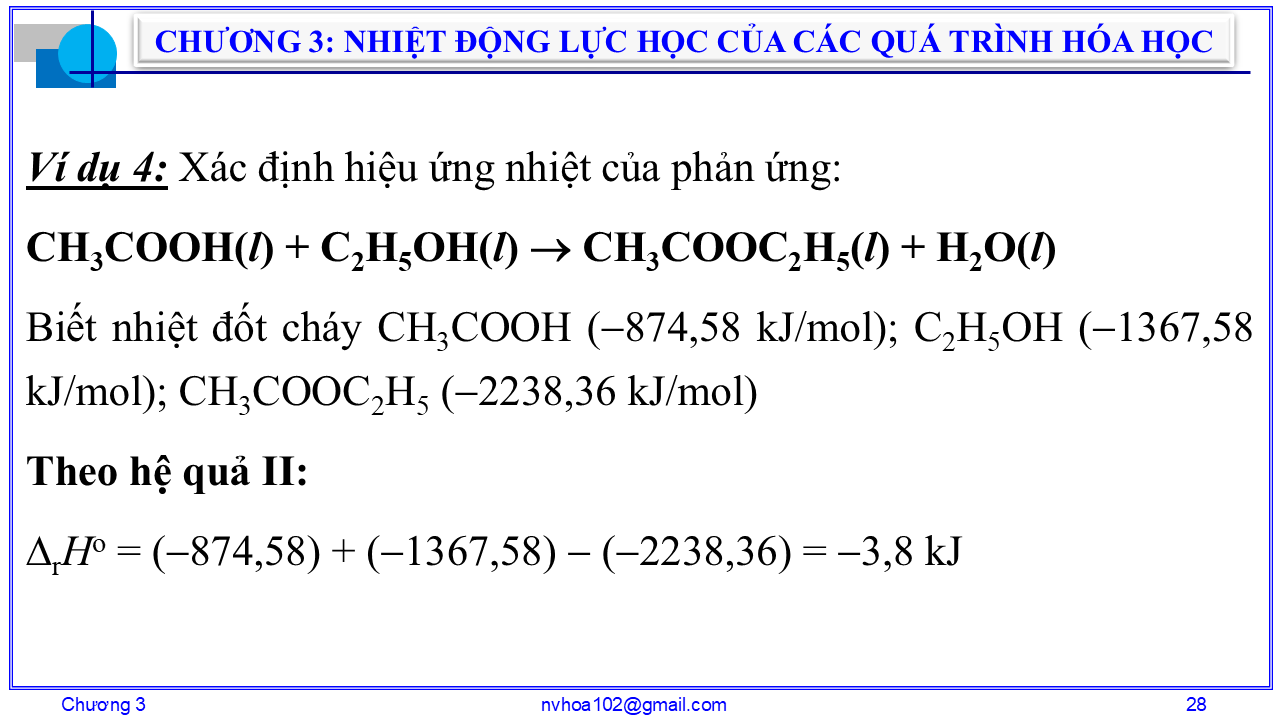 CHƯƠNG 3: NHIỆT ĐỘNG LỰC HỌC CỦA CÁC QUÁ TRÌNH HÓA HỌC
Ví dụ 4: Xác định hiệu ứng nhiệt của phản ứng:
CH₃COOH(l) + C₂H₅OH(l) → CH₃COOC₂H₅(l) + H₂O(l)
Biết nhiệt đốt cháy CH₃COOH (−874,58 kJ/mol); C₂H₅OH (−1367,58
kJ/mol); CH₃COOC₂H₅ (−2238,36 kJ/mol)
Theo hệ quả II:
ΔᵣHᵒ = (−874,58) + (−1367,58) − (−2238,36) = −3,8 kJ
Chương 3 nvhoa102@gmail.com 28